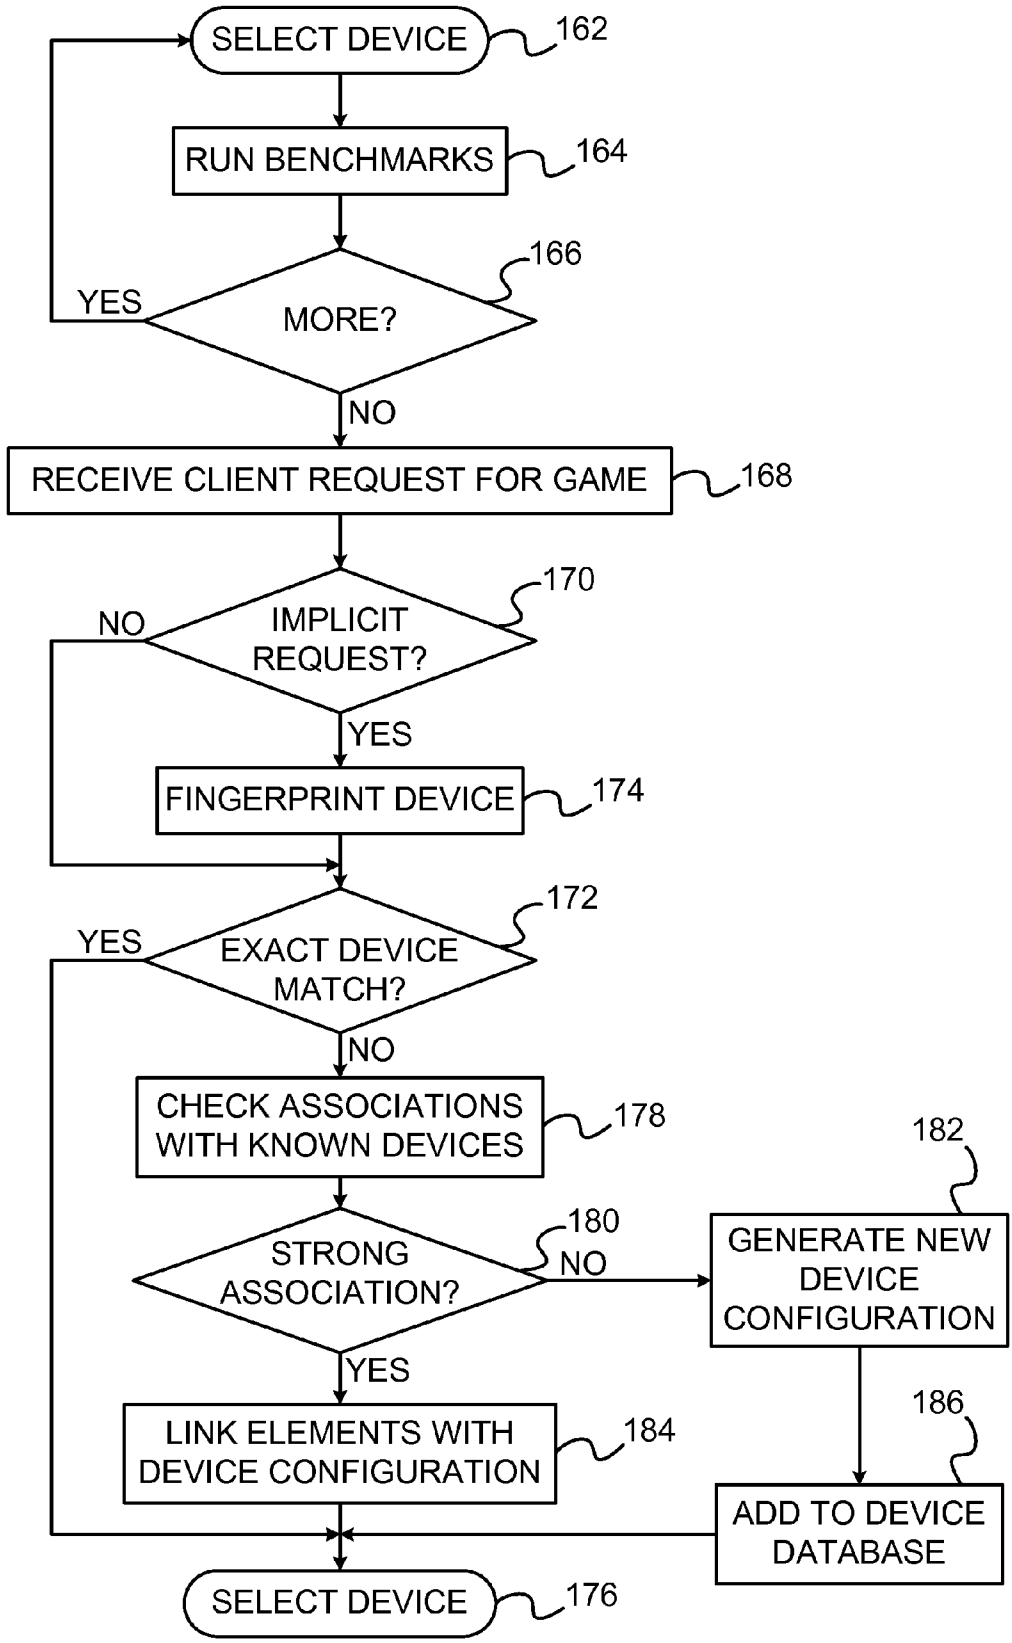 SELECT DEVICE
162
RUN BENCHMARKS
164
166
YES
MORE?
NO
RECEIVE CLIENT REQUEST FOR GAME
168
170
NO
IMPLICIT
REQUEST?
YES
FINGERPRINT DEVICE
174
172
YES
EXACT DEVICE
MATCH?
NO
CHECK ASSOCIATIONS
WITH KNOWN DEVICES
178
180
STRONG
ASSOCIATION?
NO
182
GENERATE NEW
DEVICE
CONFIGURATION
YES
LINK ELEMENTS WITH
DEVICE CONFIGURATION
184
186
ADD TO DEVICE
DATABASE
SELECT DEVICE
176